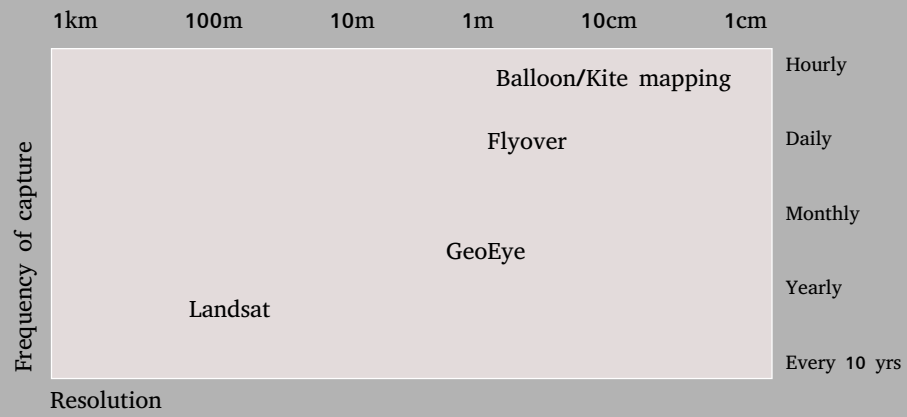 1km 100m 10m 1m 10cm 1cm
Hourly
Balloon/Kite mapping
Flyover
Daily
Monthly
GeoEye
Yearly
Landsat
Every 10 yrs
Frequency of capture
Resolution